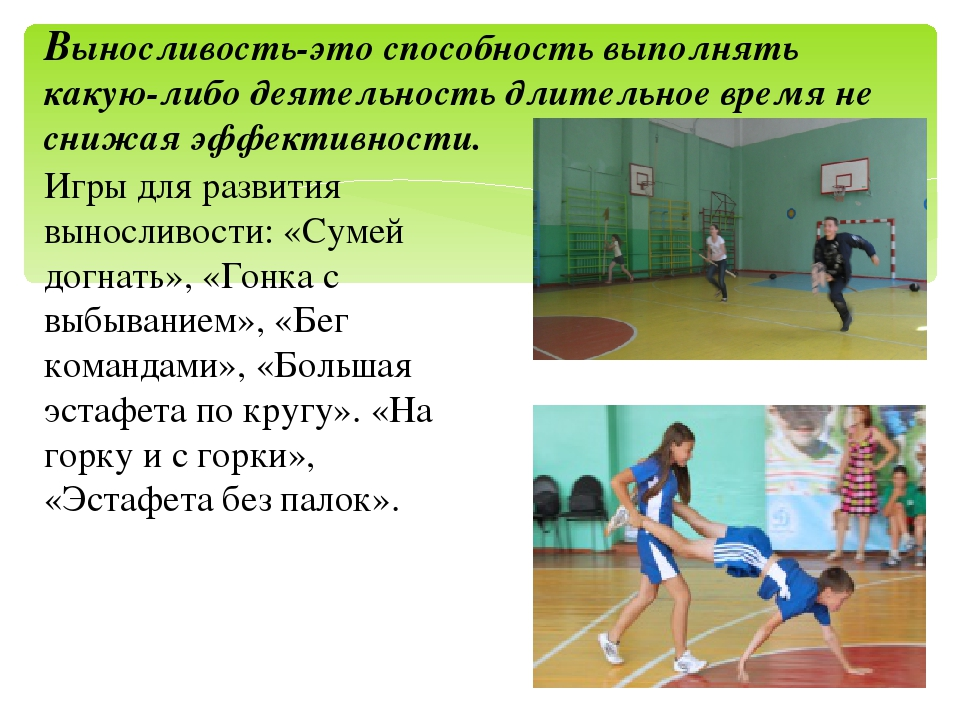 Выносливость-это способность выполнять
какую-либо деятельность длительное время не
снижая эффективности.
Игры для развития
выносливости: «Сумей
догнать», «Гонка с
выбыванием», «Бег
командами», «Большая
эстафета по кругу». «На
горку и с горки»,
«Эстафета без палок».